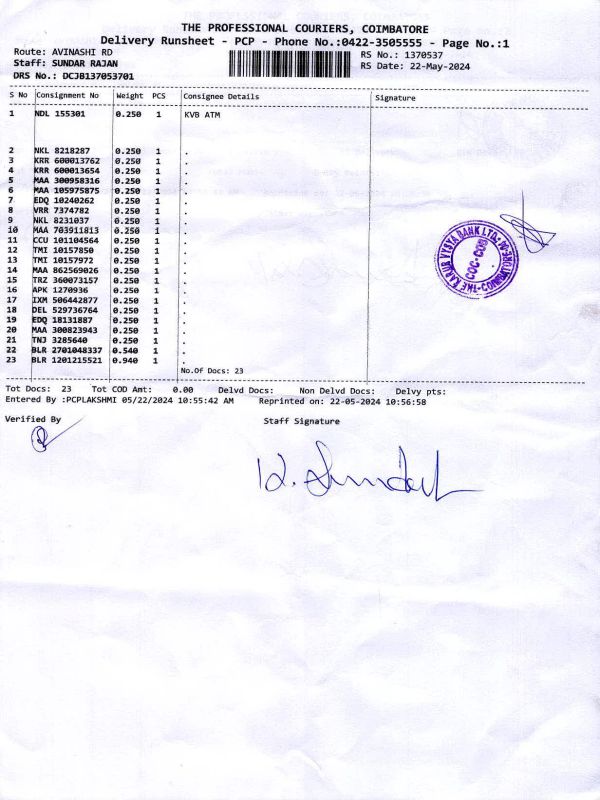 THE PROFESSIONAL COURIERS, COIMBATORE
Delivery Runsheet - PCP - Phone No.:0422-3505555 - Page No.:1
Route: AVINASHI RD
RS No.: 1370537
Staff: SUNDAR RAJAN
RS Date: 22-May-2024
DRS No.: DCJB137053701
S No Consignment No Weight PCS Consignee Details Signature
1 NDL 155301 0.250 1 KVB ATM
2 NKL 8218287 0.250 1 .
3 KRR 600013762 0.250 1 .
4 KRR 600013654 0.250 1 .
5 MAA 300958316 0.250 1 .
6 MAA 105975875 0.250 1 .
7 EDQ 10240262 0.250 1 .
8 VRR 7374782 0.250 1 .
9 NKL 8231037 0.250 1 .
10 MAA 703911813 0.250 1 .
11 CCU 101104564 0.250 1 .
12 TMI 10157850 0.250 1 .
13 TMI 10157972 0.250 1 .
14 MAA 862569026 0.250 1 .
15 TRZ 360073157 0.250 1 .
16 APK 1270936 0.250 1 .
17 IXM 506442877 0.250 1 .
18 DEL 529736764 0.250 1 .
19 EDQ 18131887 0.250 1 .
20 MAA 300823943 0.250 1 .
21 TNJ 3285640 0.250 1 .
22 BLR 2701048337 0.540 1 .
23 BLR 1201215521 0.940 1 .
No.Of Docs: 23
THE KARUR VYSYA BANK LTD.
COC-COB
Tot Docs: 23 Tot COD Amt: 0.00 Delvd Docs: Non Delvd Docs: Delvy pts:
Entered By :PCPLAKSHMI 05/22/2024 10:55:42 AM Reprinted on: 22-05-2024 10:56:58
Verified By Staff Signature